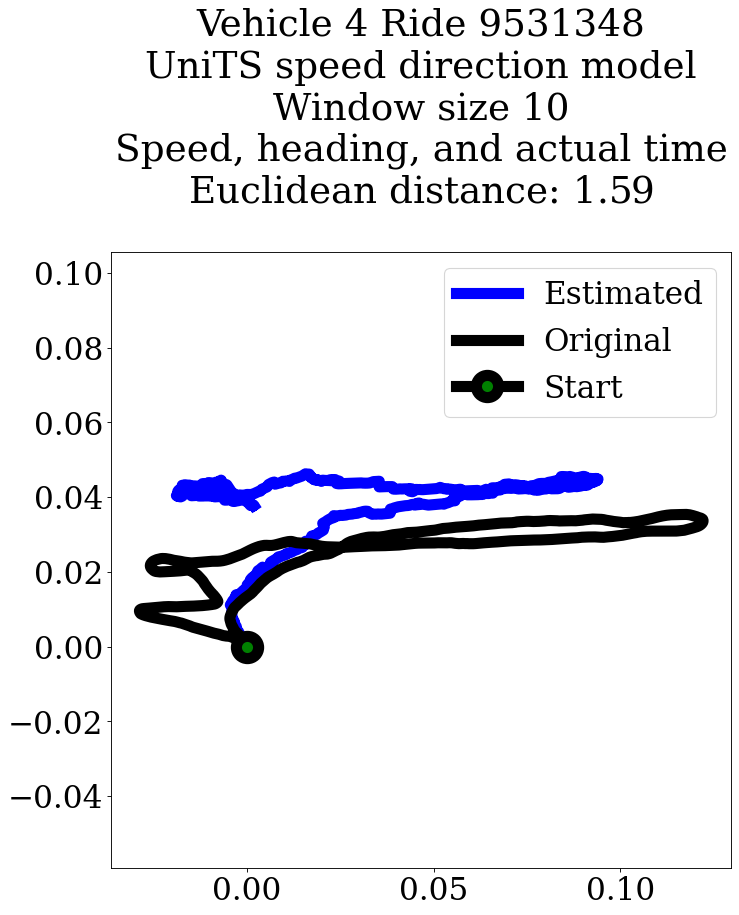 Vehicle 4 Ride 9531348
UniTS speed direction model
Window size 10
Speed, heading, and actual time
Euclidean distance: 1.59
Estimated
Original
Start
0.10
0.08
0.06
0.04
0.02
0.00
−0.02
−0.04
0.00 0.05 0.10